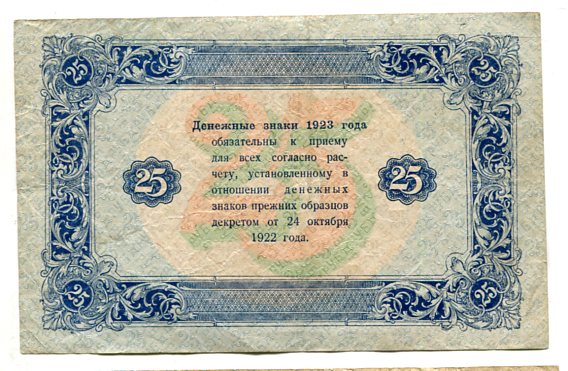 25 25
Денежные знаки 1923 года
обязательны к приему
для всех согласно рас-
чету, установленному в
отношении денежных
знаков прежних образцов
декретом от 24 октября
1922 года.
25 25
25
25 25